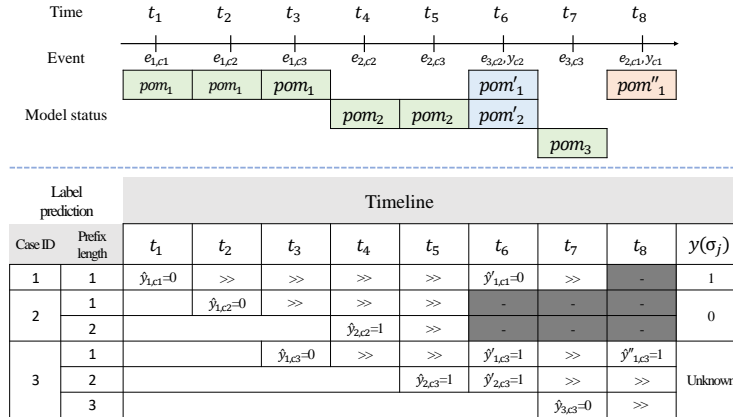 Time t₁ t₂ t₃ t₄ t₅ t₆ t₇ t₈
Event e₁,c₁ e₁,c₂ e₁,c₃ e₂,c₂ e₂,c₃ e₃,c₂,y_c₂ e₃,c₃ e₂,c₁,y_c₁
pom₁ pom₁ pom₁ pom′₁ pom″₁
Model status pom₂ pom₂ pom′₂
pom₃
Label prediction Timeline
Case ID Prefix length t₁ t₂ t₃ t₄ t₅ t₆ t₇ t₈ y(σⱼ)
1 1 ŷ₁,c₁=0 >> >> >> >> ŷ′₁,c₁=0 >> - 1
2 1 ŷ₁,c₂=0 >> >> >> - - - 0
2 ŷ₂,c₂=1 >> - - -
3 1 ŷ₁,c₃=0 >> >> ŷ′₁,c₃=1 >> ŷ″₁,c₃=1 Unknown
2 ŷ₂,c₃=1 ŷ′₂,c₃=1 >> >>
3 ŷ₃,c₃=0 >>